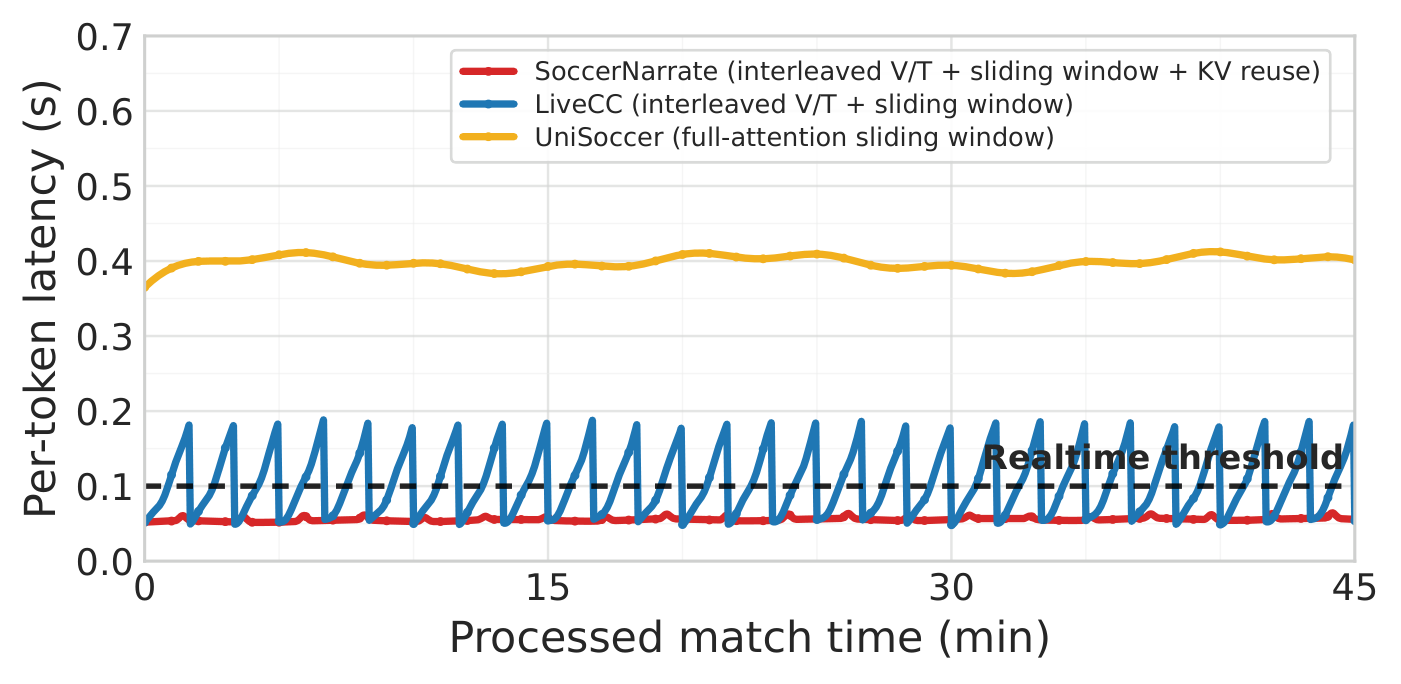 Per-token latency (s)
0.7
0.6
0.5
0.4
0.3
0.2
0.1
0.0
SoccerNarrate (interleaved V/T + sliding window + KV reuse)
LiveCC (interleaved V/T + sliding window)
UniSoccer (full-attention sliding window)
Realtime threshold
0 15 30 45
Processed match time (min)